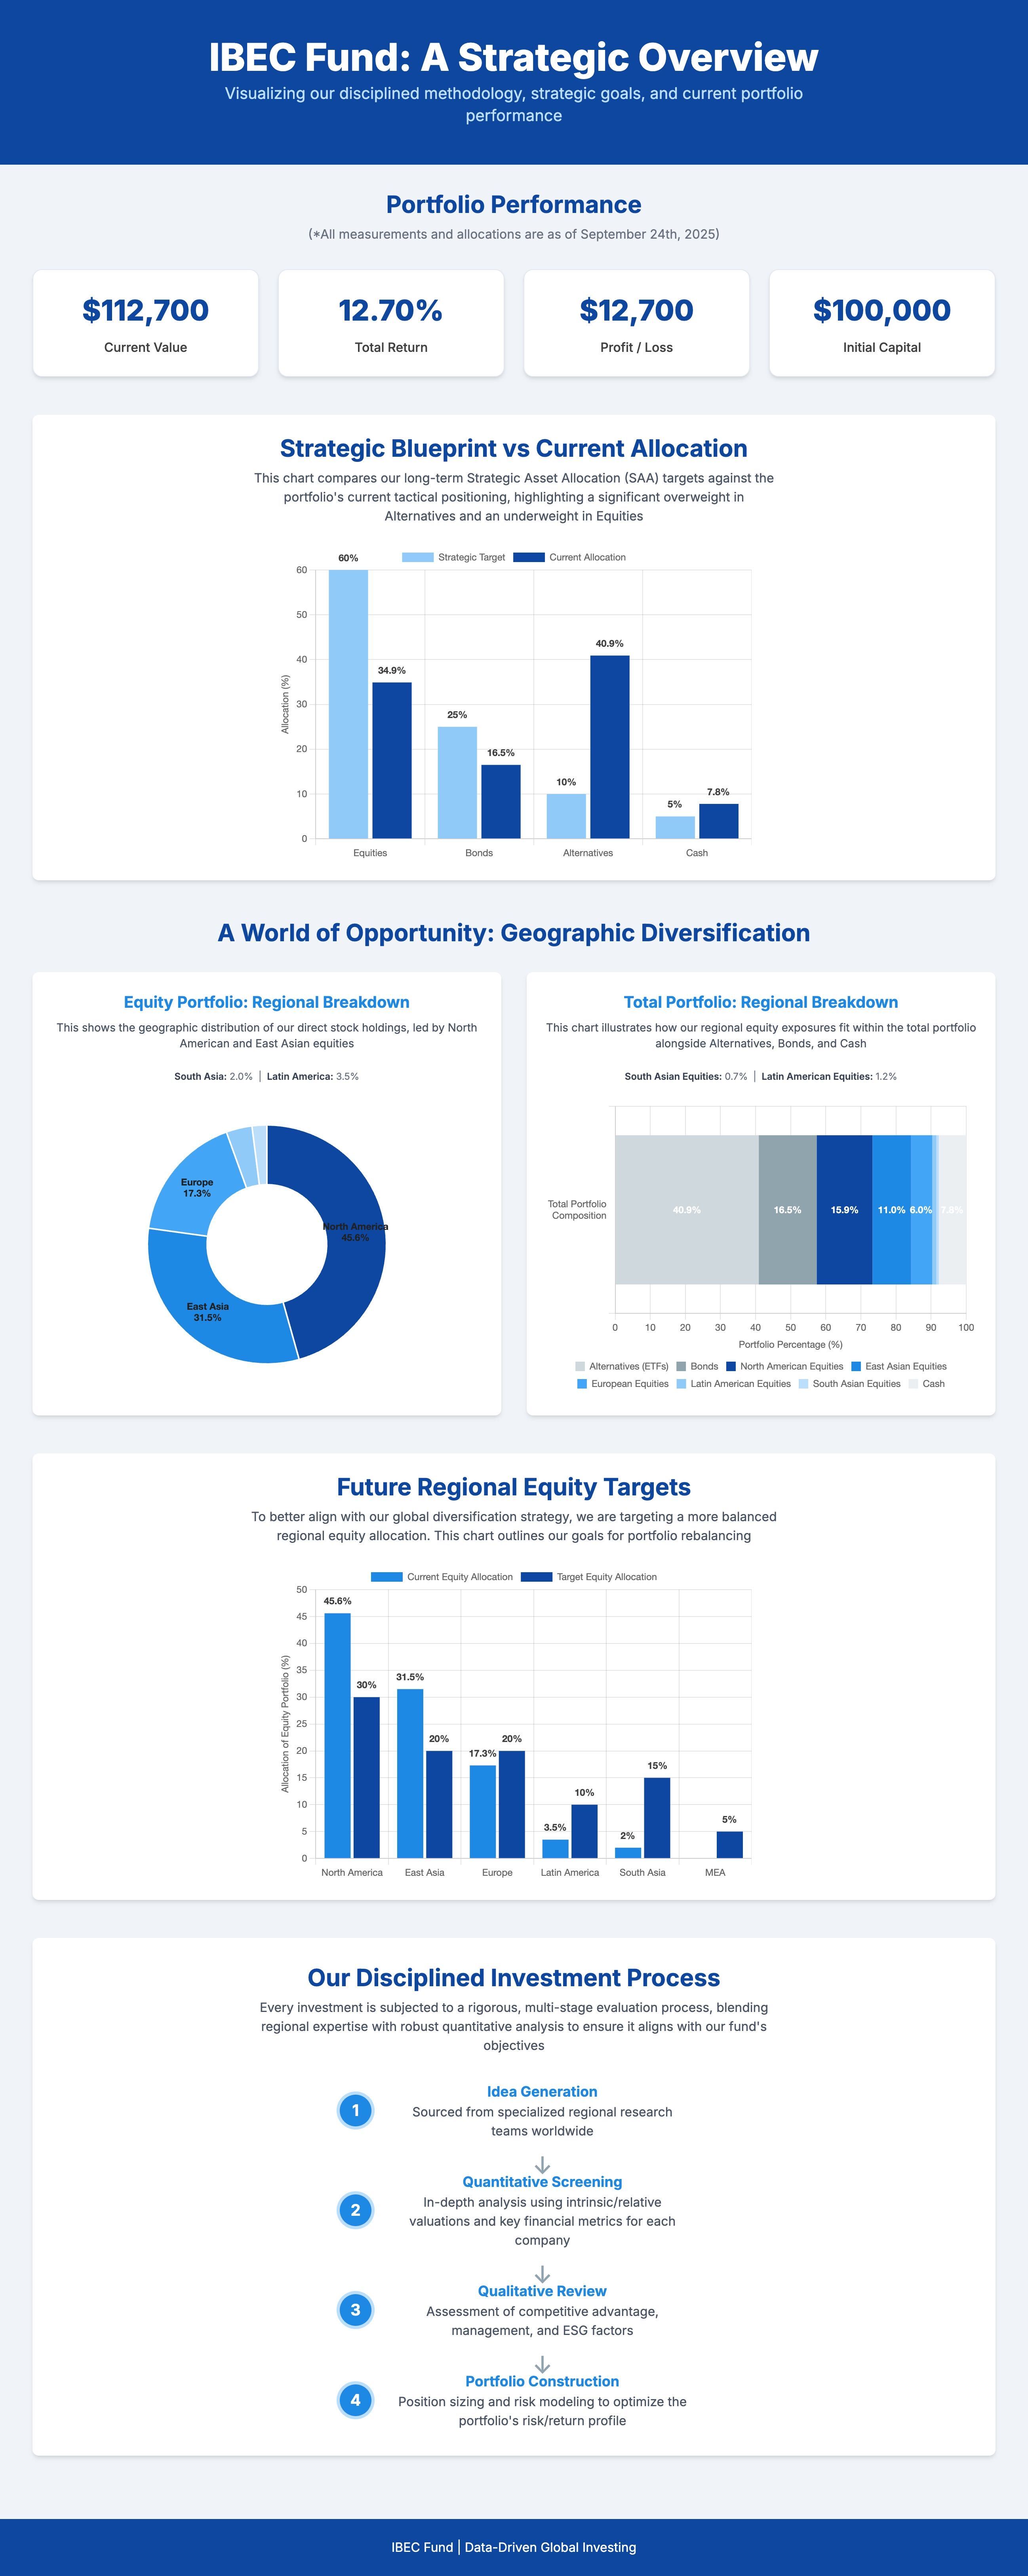 IBEC Fund: A Strategic Overview
Visualizing our disciplined methodology, strategic goals, and current portfolio
performance
Portfolio Performance
(*All measurements and allocations are as of September 24th, 2025)
$112,700
Current Value
12.70%
Total Return
$12,700
Profit / Loss
$100,000
Initial Capital
Strategic Blueprint vs Current Allocation
This chart compares our long-term Strategic Asset Allocation (SAA) targets against the
portfolio's current tactical positioning, highlighting a significant overweight in
Alternatives and an underweight in Equities
Strategic Target
Current Allocation
Allocation (%)
60
50
40
30
20
10
0
60%
34.9%
25%
16.5%
10%
40.9%
5%
7.8%
Equities
Bonds
Alternatives
Cash
A World of Opportunity: Geographic Diversification
Equity Portfolio: Regional Breakdown
This shows the geographic distribution of our direct stock holdings, led by North
American and East Asian equities
South Asia: 2.0% | Latin America: 3.5%
Europe
17.3%
North America
45.6%
East Asia
31.5%
Total Portfolio: Regional Breakdown
This chart illustrates how our regional equity exposures fit within the total portfolio
alongside Alternatives, Bonds, and Cash
South Asian Equities: 0.7% | Latin American Equities: 1.2%
Total Portfolio
Composition
40.9%
16.5%
15.9%
11.0%
6.0%
7.8%
0
10
20
30
40
50
60
70
80
90
100
Portfolio Percentage (%)
Alternatives (ETFs)
Bonds
North American Equities
East Asian Equities
European Equities
Latin American Equities
South Asian Equities
Cash
Future Regional Equity Targets
To better align with our global diversification strategy, we are targeting a more balanced
regional equity allocation. This chart outlines our goals for portfolio rebalancing
Current Equity Allocation
Target Equity Allocation
Allocation of Equity Portfolio (%)
50
45
40
35
30
25
20
15
10
5
0
45.6%
30%
31.5%
20%
17.3%
20%
3.5%
10%
2%
15%
5%
North America
East Asia
Europe
Latin America
South Asia
MEA
Our Disciplined Investment Process
Every investment is subjected to a rigorous, multi-stage evaluation process, blending
regional expertise with robust quantitative analysis to ensure it aligns with our fund's
objectives
1
Idea Generation
Sourced from specialized regional research
teams worldwide
2
Quantitative Screening
In-depth analysis using intrinsic/relative
valuations and key financial metrics for each
company
3
Qualitative Review
Assessment of competitive advantage,
management, and ESG factors
4
Portfolio Construction
Position sizing and risk modeling to optimize the
portfolio's risk/return profile
IBEC Fund | Data-Driven Global Investing